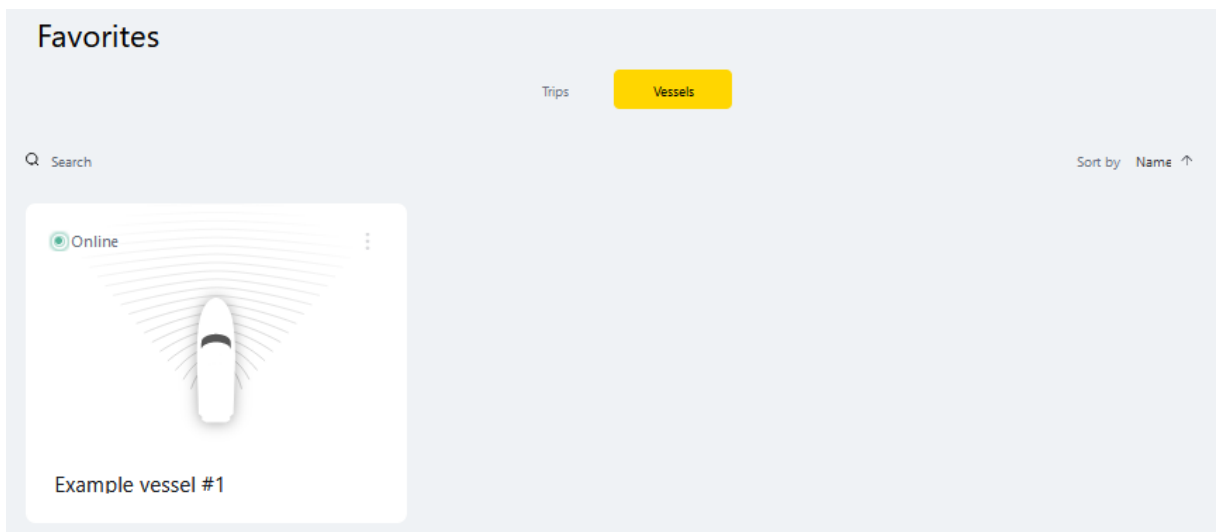 Favorites
Trips Vessels
Search Sort by Name
Online
Example vessel #1